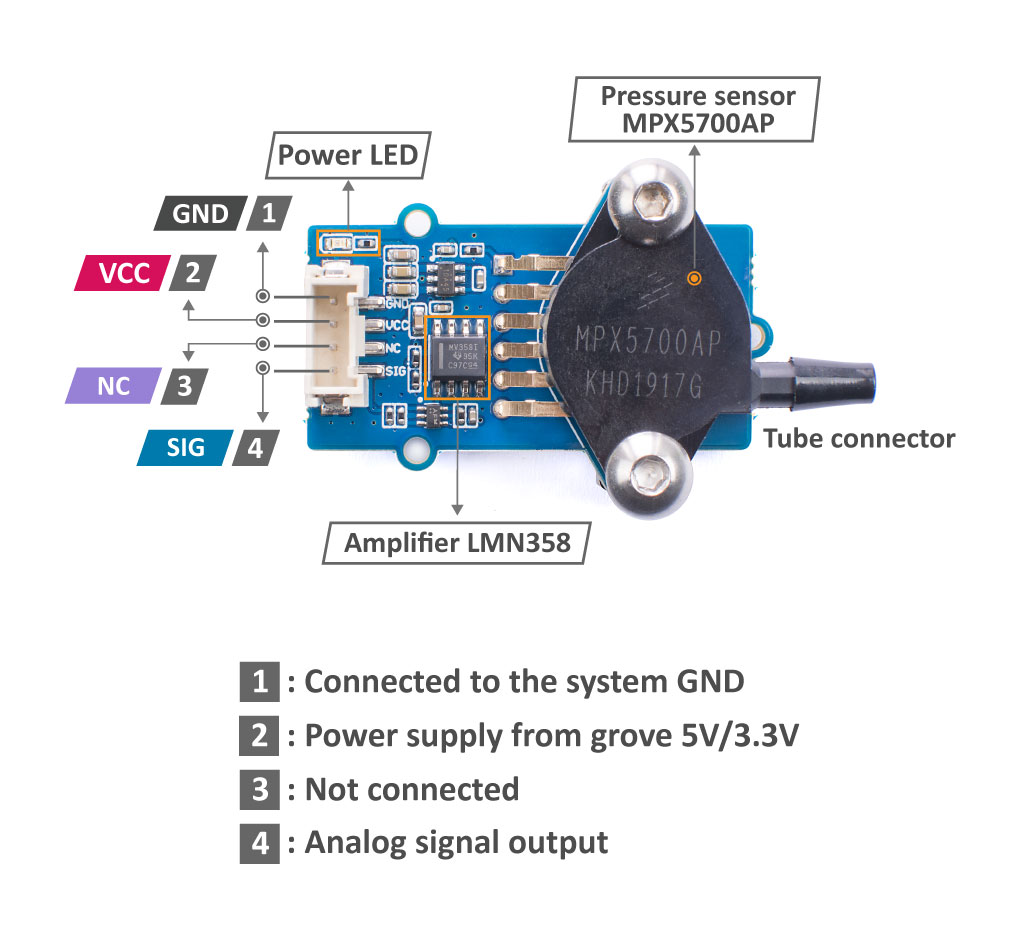 Pressure sensor
MPX5700AP
Power LED
GND 1
VCC 2
NC 3
SIG 4
GND
VCC
NC
SIG
MV358I
95K
C97C94
MPX5700AP
KHD1917G
Tube connector
Amplifier LMN358
1 : Connected to the system GND
2 : Power supply from grove 5V/3.3V
3 : Not connected
4 : Analog signal output